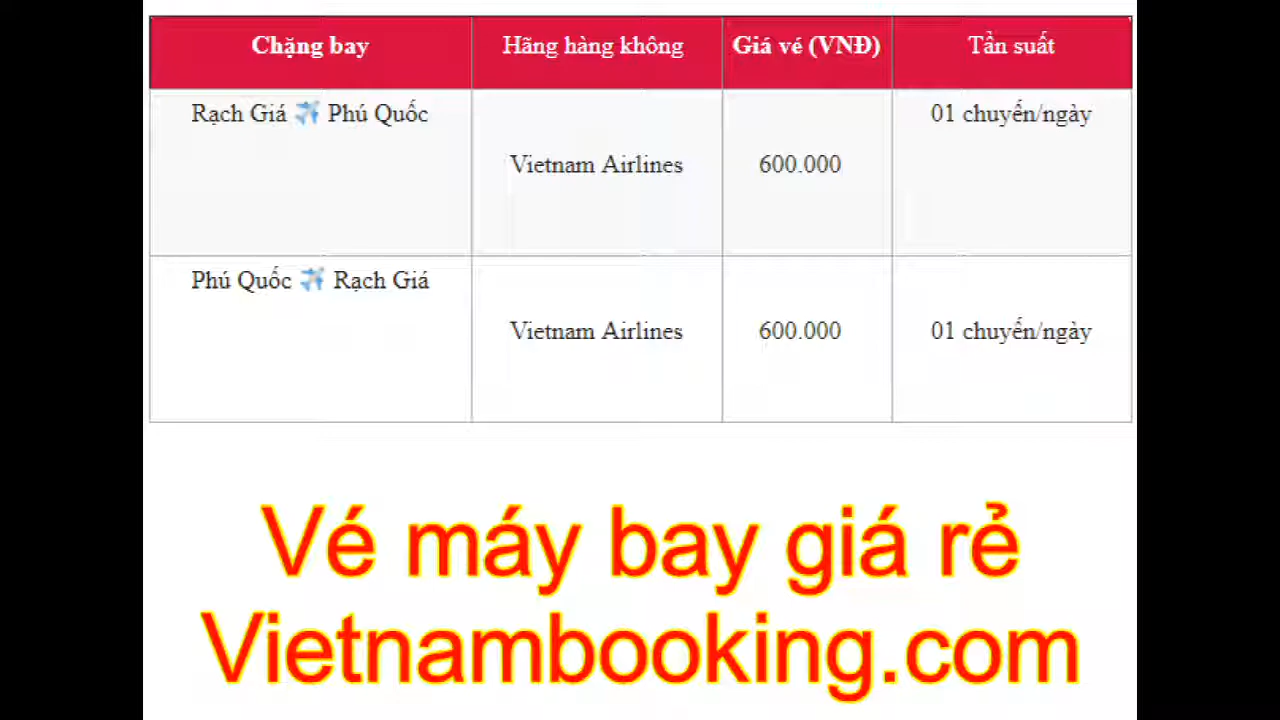 Chặng bay Hãng hàng không Giá vé (VNĐ) Tần suất
Rạch Giá ✈ Phú Quốc 01 chuyến/ngày
Vietnam Airlines 600.000
Phú Quốc ✈ Rạch Giá
Vietnam Airlines 600.000 01 chuyến/ngày
Vé máy bay giá rẻ
Vietnambooking.com